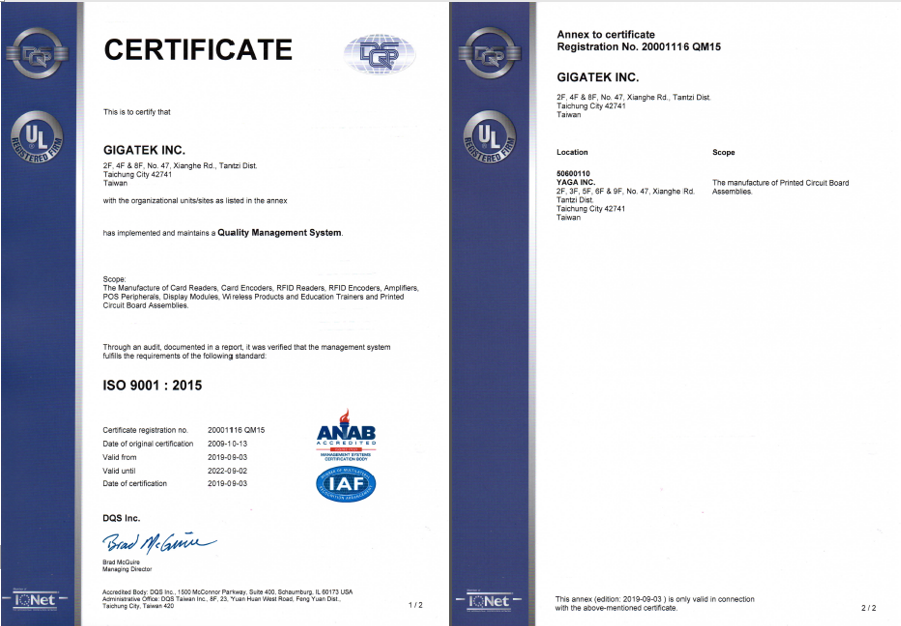 DQS
CERTIFICATE
DQS
UL
®
REGISTERED FIRM
This is to certify that
GIGATEK INC.
2F, 4F & 8F, No. 47, Xianghe Rd., Tantzi Dist.
Taichung City 42741
Taiwan
with the organizational units/sites as listed in the annex
has implemented and maintains a Quality Management System.
Scope:
The Manufacture of Card Readers, Card Encoders, RFID Readers, RFID Encoders, Amplifiers,
POS Peripherals, Display Modules, Wireless Products and Education Trainers and Printed
Circuit Board Assemblies.
Through an audit, documented in a report, it was verified that the management system
fulfills the requirements of the following standard:
ISO 9001 : 2015
Certificate registration no. 20001116 QM15
Date of original certification 2009-10-13
Valid from 2019-09-03
Valid until 2022-09-02
Date of certification 2019-09-03
ANAB
ACCREDITED
MANAGEMENT SYSTEMS
CERTIFICATION BODY
IAF
DQS Inc.
Brad McGuire
Brad McGuire
Managing Director
Accredited Body: DQS Inc., 1500 McConnor Parkway, Suite 400, Schaumburg, IL 60173 USA
Administrative Office: DQS Taiwan Inc., 8F, 23, Yuan Huan West Road, Feng Yuan Dist.,
Taichung City, Taiwan 420
1 / 2
IQNet
DQS
UL
®
REGISTERED FIRM
Annex to certificate
Registration No. 20001116 QM15
GIGATEK INC.
2F, 4F & 8F, No. 47, Xianghe Rd., Tantzi Dist.
Taichung City 42741
Taiwan
Location Scope
50600110
YAGA INC.
2F, 3F, 5F, 6F & 9F, No. 47, Xianghe Rd.
Tantzi Dist.
Taichung City 42741
Taiwan
The manufacture of Printed Circuit Board
Assemblies.
This annex (edition: 2019-09-03 ) is only valid in connection
with the above-mentioned certificate.
2 / 2
IQNet